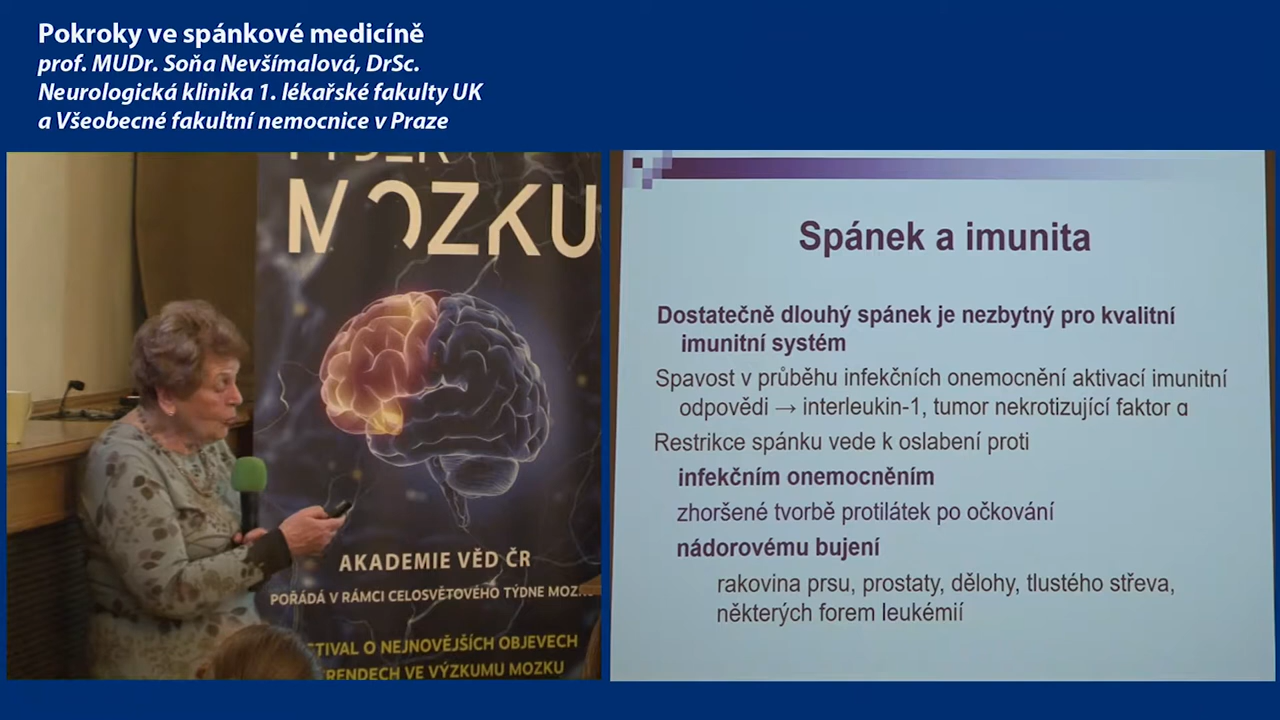 Pokroky ve spánkové medicíně
prof. MUDr. Soňa Nevšímalová, DrSc.
Neurologická klinika 1. lékařské fakulty UK
a Všeobecné fakultní nemocnice v Praze
MOZKU
AKADEMIE VĚD ČR
POŘÁDÁ V RÁMCI CELOSVĚTOVÉHO TÝDNE
O NEJNOVĚJŠÍCH OBJEVECH
VE VÝZKUMU MOZKU
Spánek a imunita
Dostatečně dlouhý spánek je nezbytný pro kvalitní
imunitní systém
Spavost v průběhu infekčních onemocnění aktivací imunitní
odpovědi → interleukin-1, tumor nekrotizující faktor α
Restrikce spánku vede k oslabení proti
infekčním onemocněním
zhoršené tvorbě protilátek po očkování
nádorovému bujení
rakovina prsu, prostaty, dělohy, tlustého střeva,
některých forem leukémií